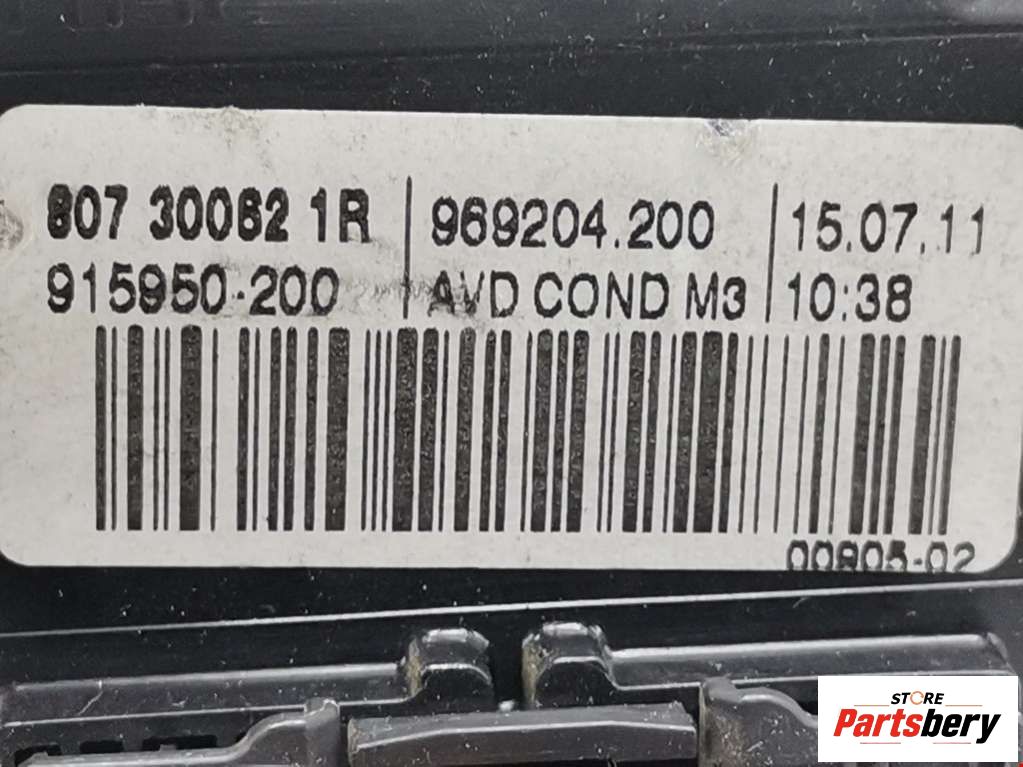 807 30062 1R 969204.200 15.07.11
915950-200 AVD COND M3 10:38
00805-02
STORE
Partsbery